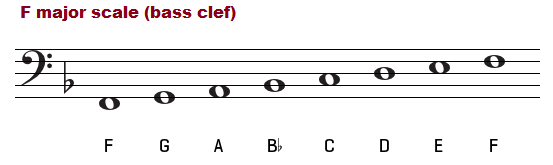 F major scale (bass clef)
F G A B♭ C D E F